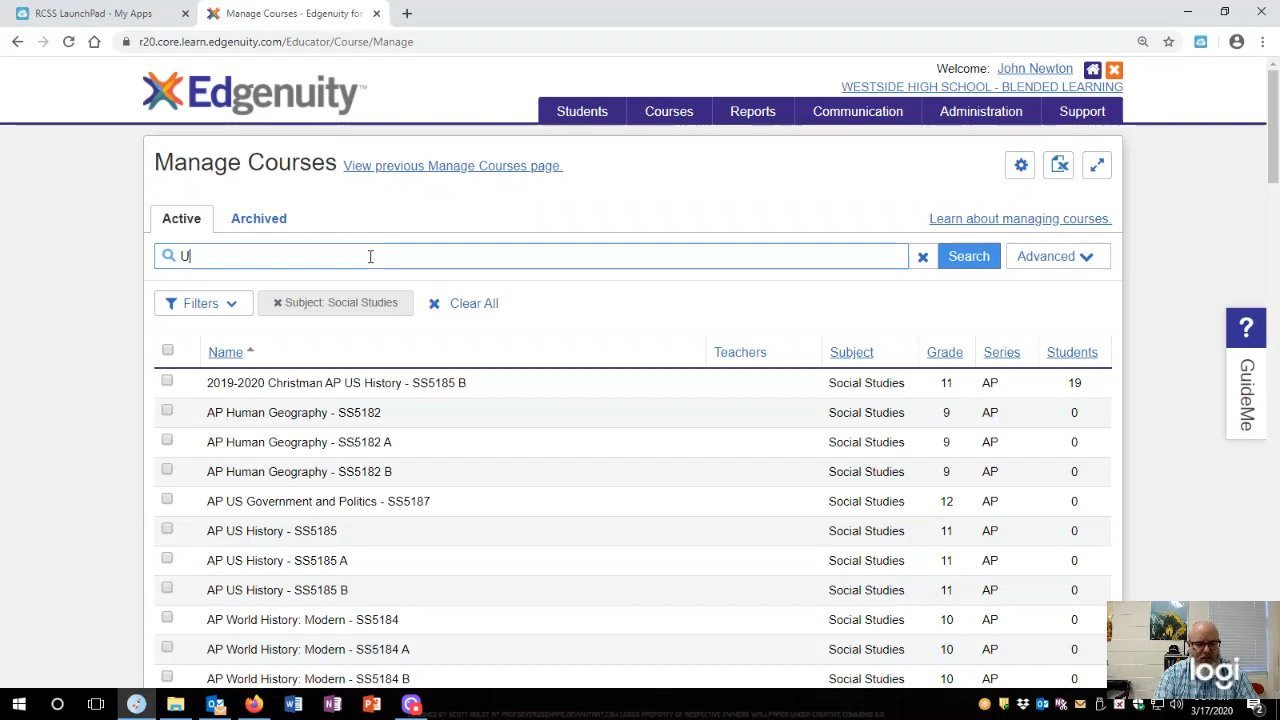 RCSS LaunchPad - My Apps
Manage Courses - Edgenuity for
r20.core.learn.edgenuity.com/Educator/Course/Manage
Edgenuity™
Welcome: John Newton
WESTSIDE HIGH SCHOOL - BLENDED LEARNING
Students Courses Reports Communication Administration Support
Manage Courses View previous Manage Courses page.
Active Archived Learn about managing courses.
U Search Advanced
Filters Subject: Social Studies Clear All
Name Teachers Subject Grade Series Students
2019-2020 Christman AP US History - SS5185 B Social Studies 11 AP 19
AP Human Geography - SS5182 Social Studies 9 AP 0
AP Human Geography - SS5182 A Social Studies 9 AP 0
AP Human Geography - SS5182 B Social Studies 9 AP 0
AP US Government and Politics - SS5187 Social Studies 12 AP 0
AP US History - SS5185 Social Studies 11 AP 0
AP US History - SS5185 A Social Studies 11 AP 0
AP US History - SS5185 B Social Studies 11 AP 0
AP World History: Modern - SS5184 Social Studies 10 AP 0
AP World History: Modern - SS5184 A Social Studies 10 AP 0
AP World History: Modern - SS5184 B Social Studies 10 AP
?
GuideMe
logi
3/17/2020
2